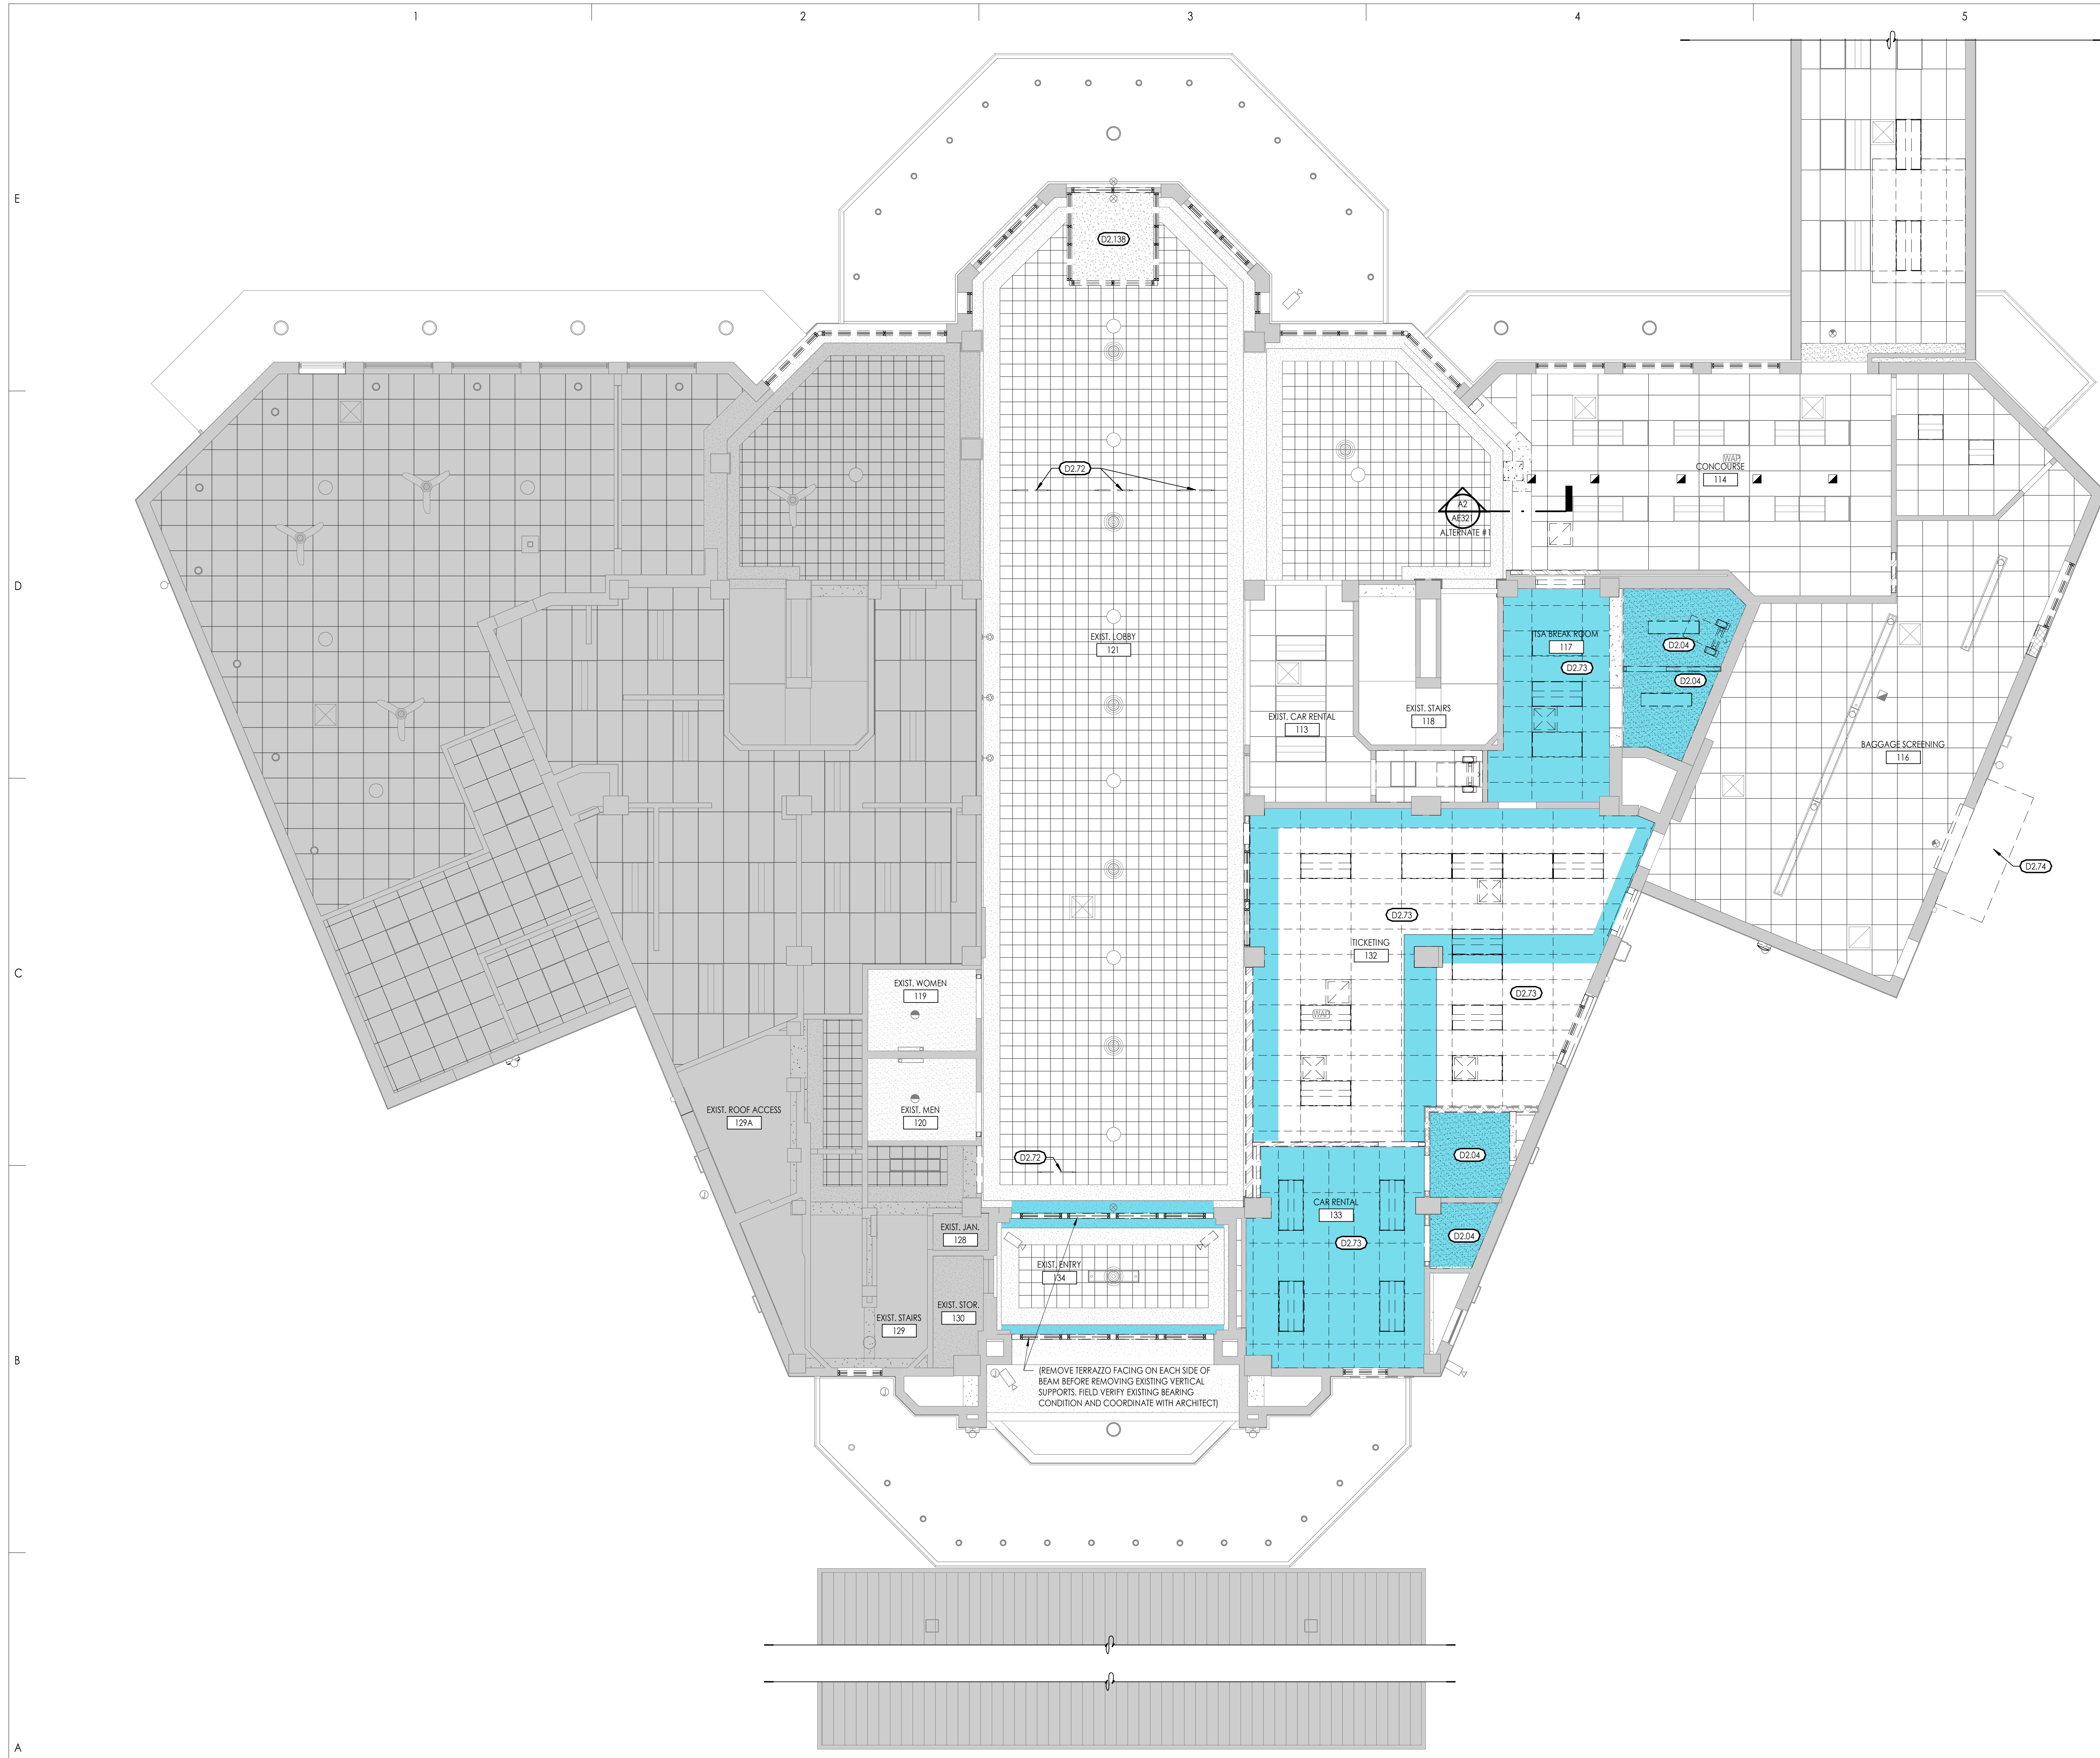 1 2 3 4 5
E
D2.138
D2.72
WAP
CONCOURSE
114
A2
AE321
ALTERNATE #1
D
EXIST. LOBBY
121
TSA BREAK ROOM
117
D2.73
D2.04
D2.04
EXIST. CAR RENTAL
113
EXIST. STAIRS
118
BAGGAGE SCREENING
116
D2.74
D2.73
TICKETING
132
C
EXIST. WOMEN
119
D2.73
WAP
EXIST. ROOF ACCESS
129A
EXIST. MEN
120
D2.72
D2.04
CAR RENTAL
133
J
EXIST. JAN.
128
D2.73
D2.04
EXIST. ENTRY
134
EXIST. STOR.
130
EXIST. STAIRS
129
B
(REMOVE TERRAZZO FACING ON EACH SIDE OF
BEAM BEFORE REMOVING EXISTING VERTICAL
SUPPORTS. FIELD VERIFY EXISTING BEARING
CONDITION AND COORDINATE WITH ARCHITECT)
J
J
A